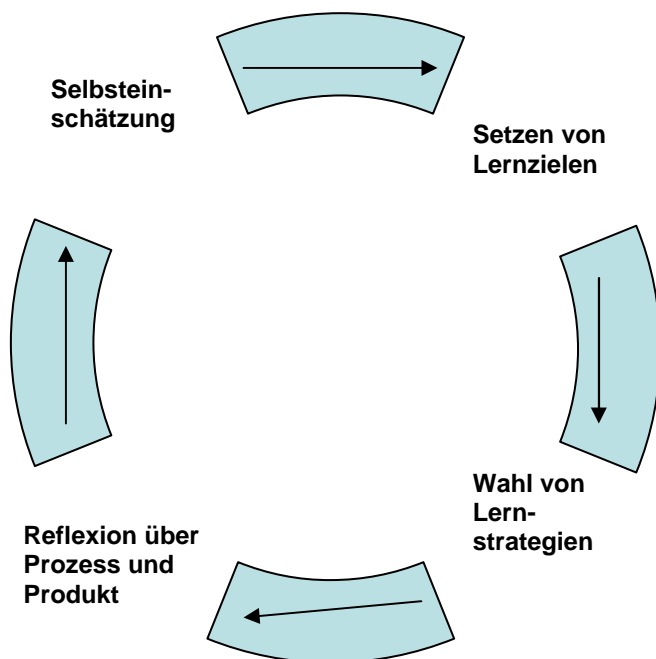 Selbstein-
schätzung
Setzen von
Lernzielen
Wahl von
Lern-
strategien
Reflexion über
Prozess und
Produkt